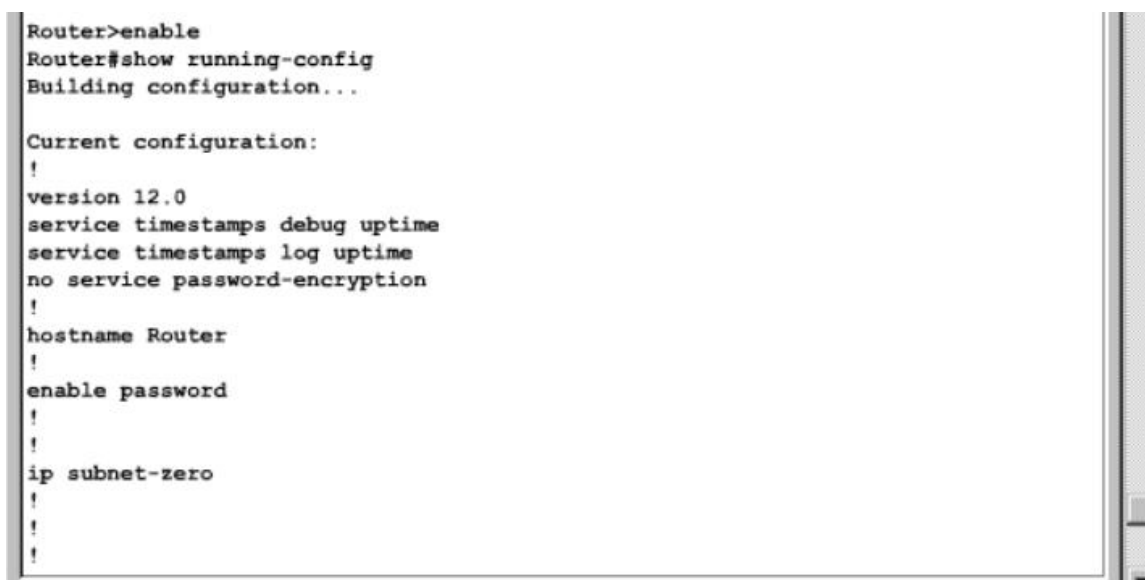 Router>enable
Router#show running-config
Building configuration...
Current configuration:
!
version 12.0
service timestamps debug uptime
service timestamps log uptime
no service password-encryption
!
hostname Router
!
enable password
!
!
ip subnet-zero
!
!
!